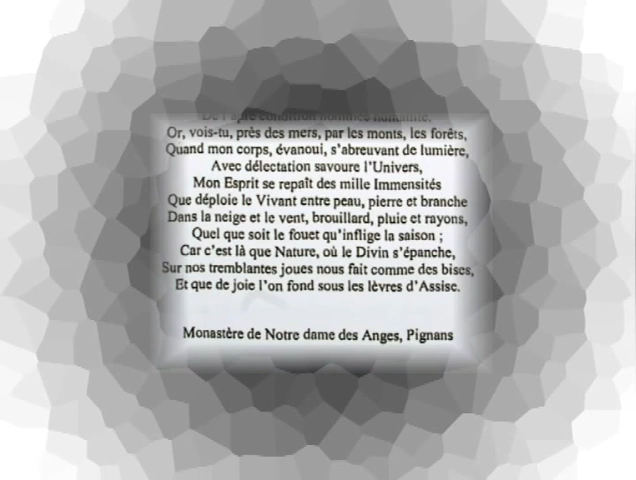 De l'âpre condition
Or, vois-tu, près des mers, par les monts, les forêts,
Quand mon corps, évanoui, s'abreuvant de lumière,
Avec délectation savoure l'Univers,
Mon Esprit se repaît des mille Immensités
Que déploie le Vivant entre peau, pierre et branche
Dans la neige et le vent, brouillard, pluie et rayons,
Quel que soit le fouet qu'inflige la saison ;
Car c'est là que Nature, où le Divin s'épanche,
Sur nos tremblantes joues nous fait comme des bises,
Et que de joie l'on fond sous les lèvres d'Assise.
Monastère de Notre dame des Anges, Pignans